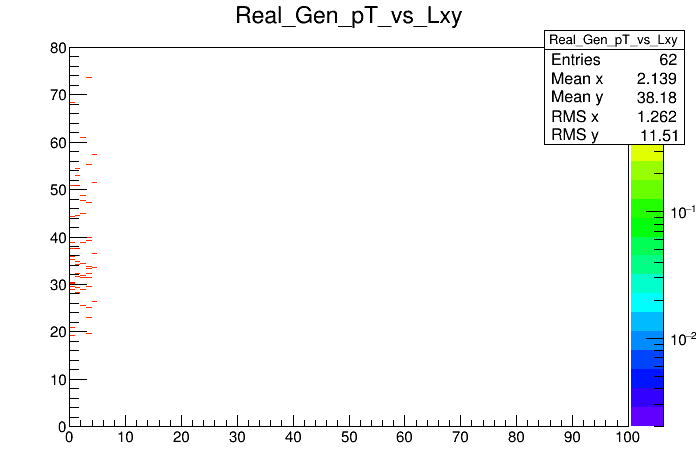 Real_Gen_pT_vs_Lxy
Real_Gen_pT_vs_Lxy
Entries 62
Mean x 2.139
Mean y 38.18
RMS x 1.262
RMS y 11.51
80
70
60
50
40
30
20
10
0
0 10 20 30 40 50 60 70 80 90 100
10⁻¹
10⁻²